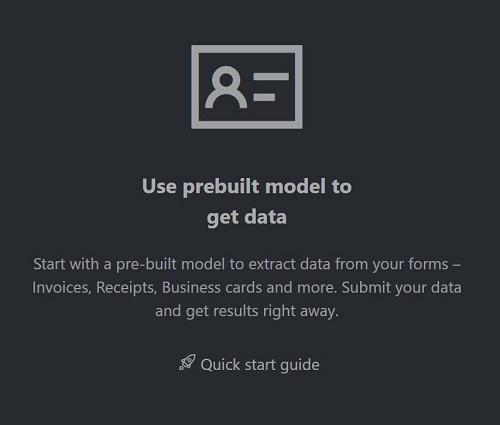 Use prebuilt model to
get data
Start with a pre-built model to extract data from your forms –
Invoices, Receipts, Business cards and more. Submit your data
and get results right away.
Quick start guide